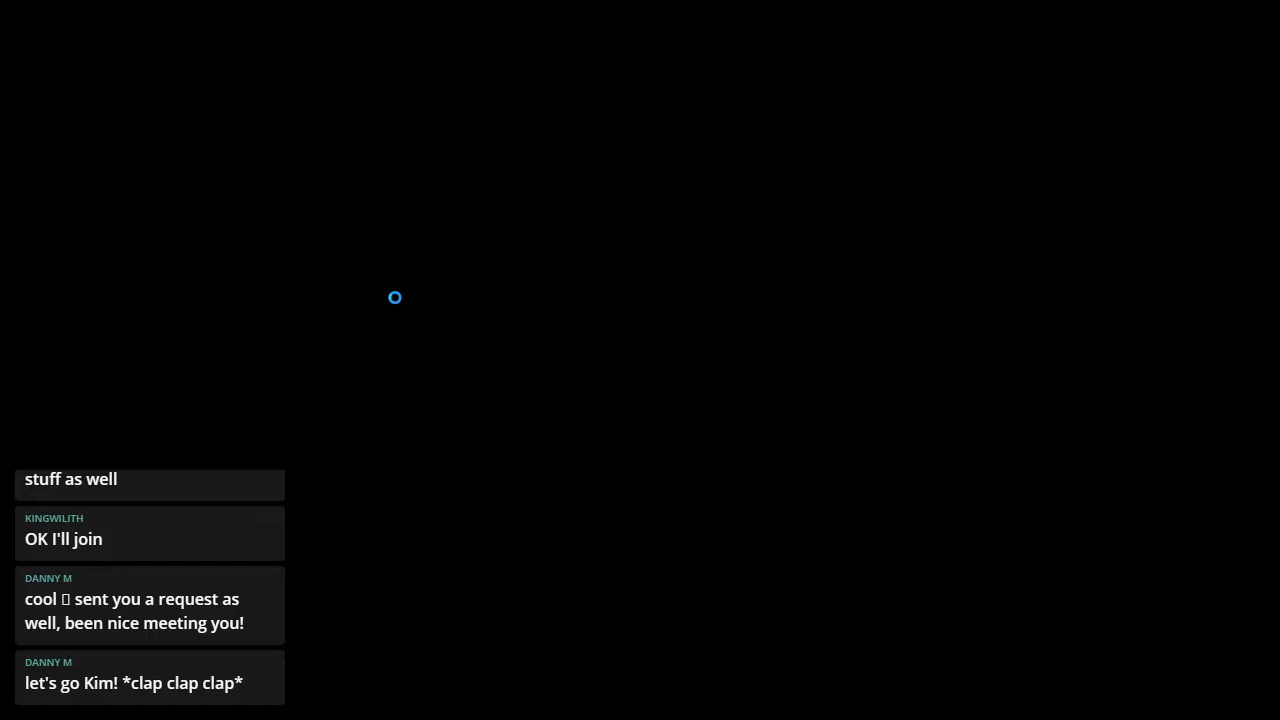 stuff as well
KINGWILITH
OK I'll join
DANNY M
cool ▯ sent you a request as
well, been nice meeting you!
DANNY M
let's go Kim! *clap clap clap*